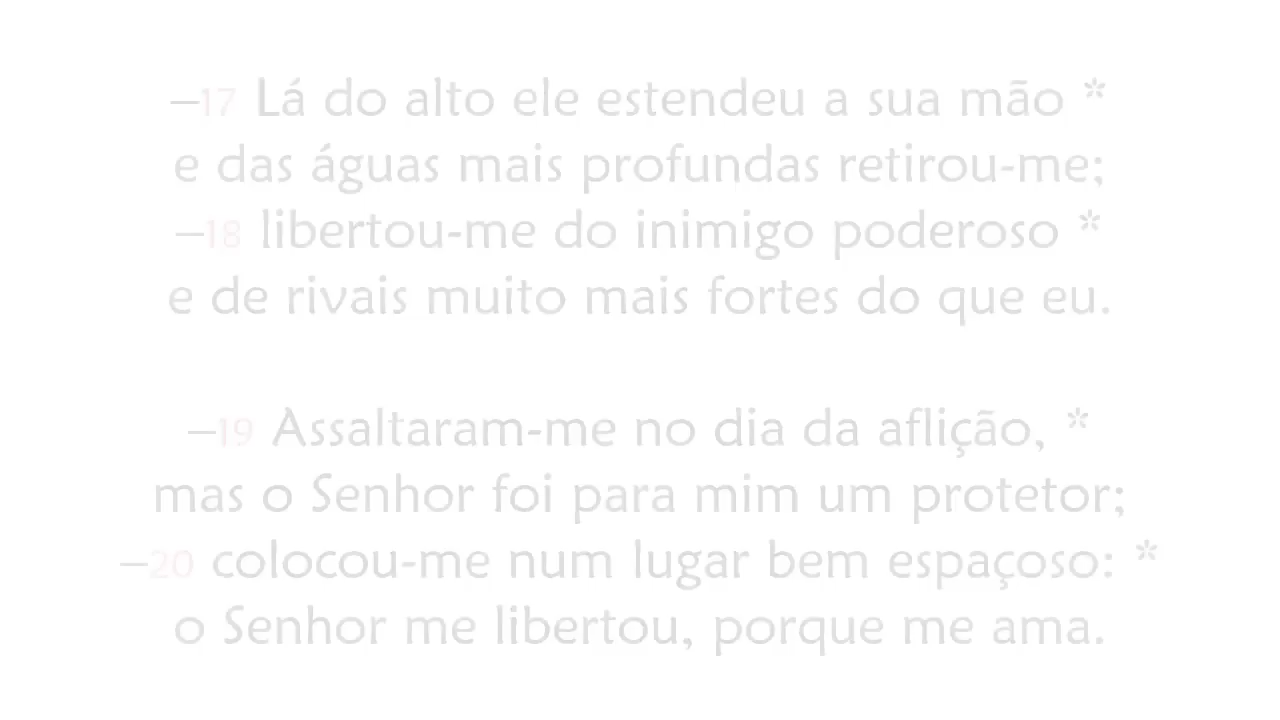 –17 Lá do alto ele estendeu a sua mão *
e das águas mais profundas retirou-me;
–18 libertou-me do inimigo poderoso *
e de rivais muito mais fortes do que eu.
–19 Assaltaram-me no dia da aflição, *
mas o Senhor foi para mim um protetor;
–20 colocou-me num lugar bem espaçoso: *
o Senhor me libertou, porque me ama.